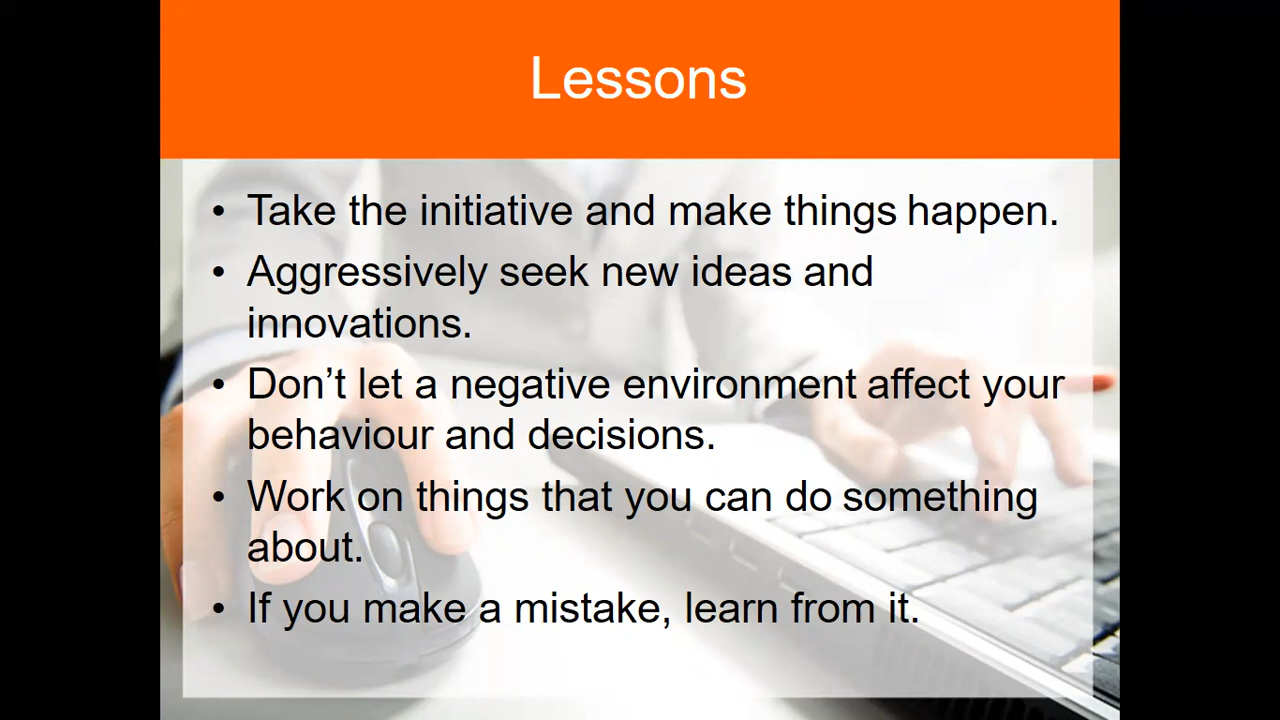 Lessons
• Take the initiative and make things happen.
• Aggressively seek new ideas and
innovations.
• Don’t let a negative environment affect your
behaviour and decisions.
• Work on things that you can do something
about.
• If you make a mistake, learn from it.